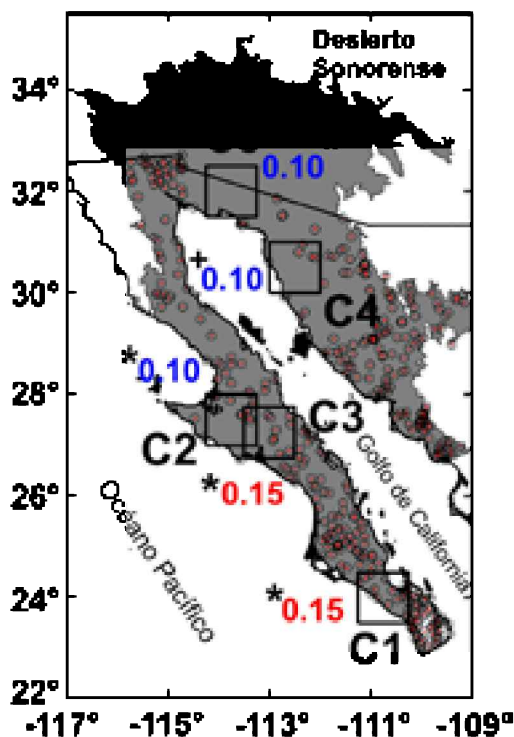 Desierto
Sonorense
34°
32°
30°
28°
26°
24°
22°
0.10
+
0.10
C4
*
0.10
C2
C3
*
0.15
Golfo de California
Océano Pacífico
*
0.15
C1
-117°
-115°
-113°
-111°
-109°